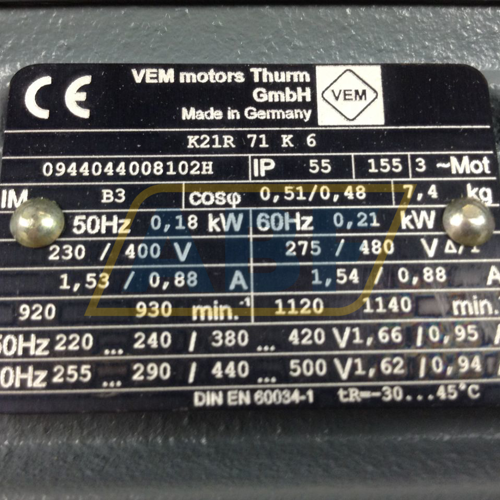 CE VEM motors Thurm
GmbH
VEM
Made in Germany
K21R 71 K 6
0944044008102H IP 55 155 3 ~Mot
IM B3 cosφ 0,51/0,48 7,4 kg
50Hz 0,18 kW 60Hz 0,21 kW
230 / 400 V 275 / 480 V
1,53 / 0,88 A 1,54 / 0,88 A
920 930 min.-1 1120 1140 min.
50Hz 220 ... 240 / 380 ... 420 V 1,66 / 0,95
60Hz 255 ... 290 / 440 ... 500 V 1,62 / 0,94
DIN EN 60034-1 tR=-30...45°C